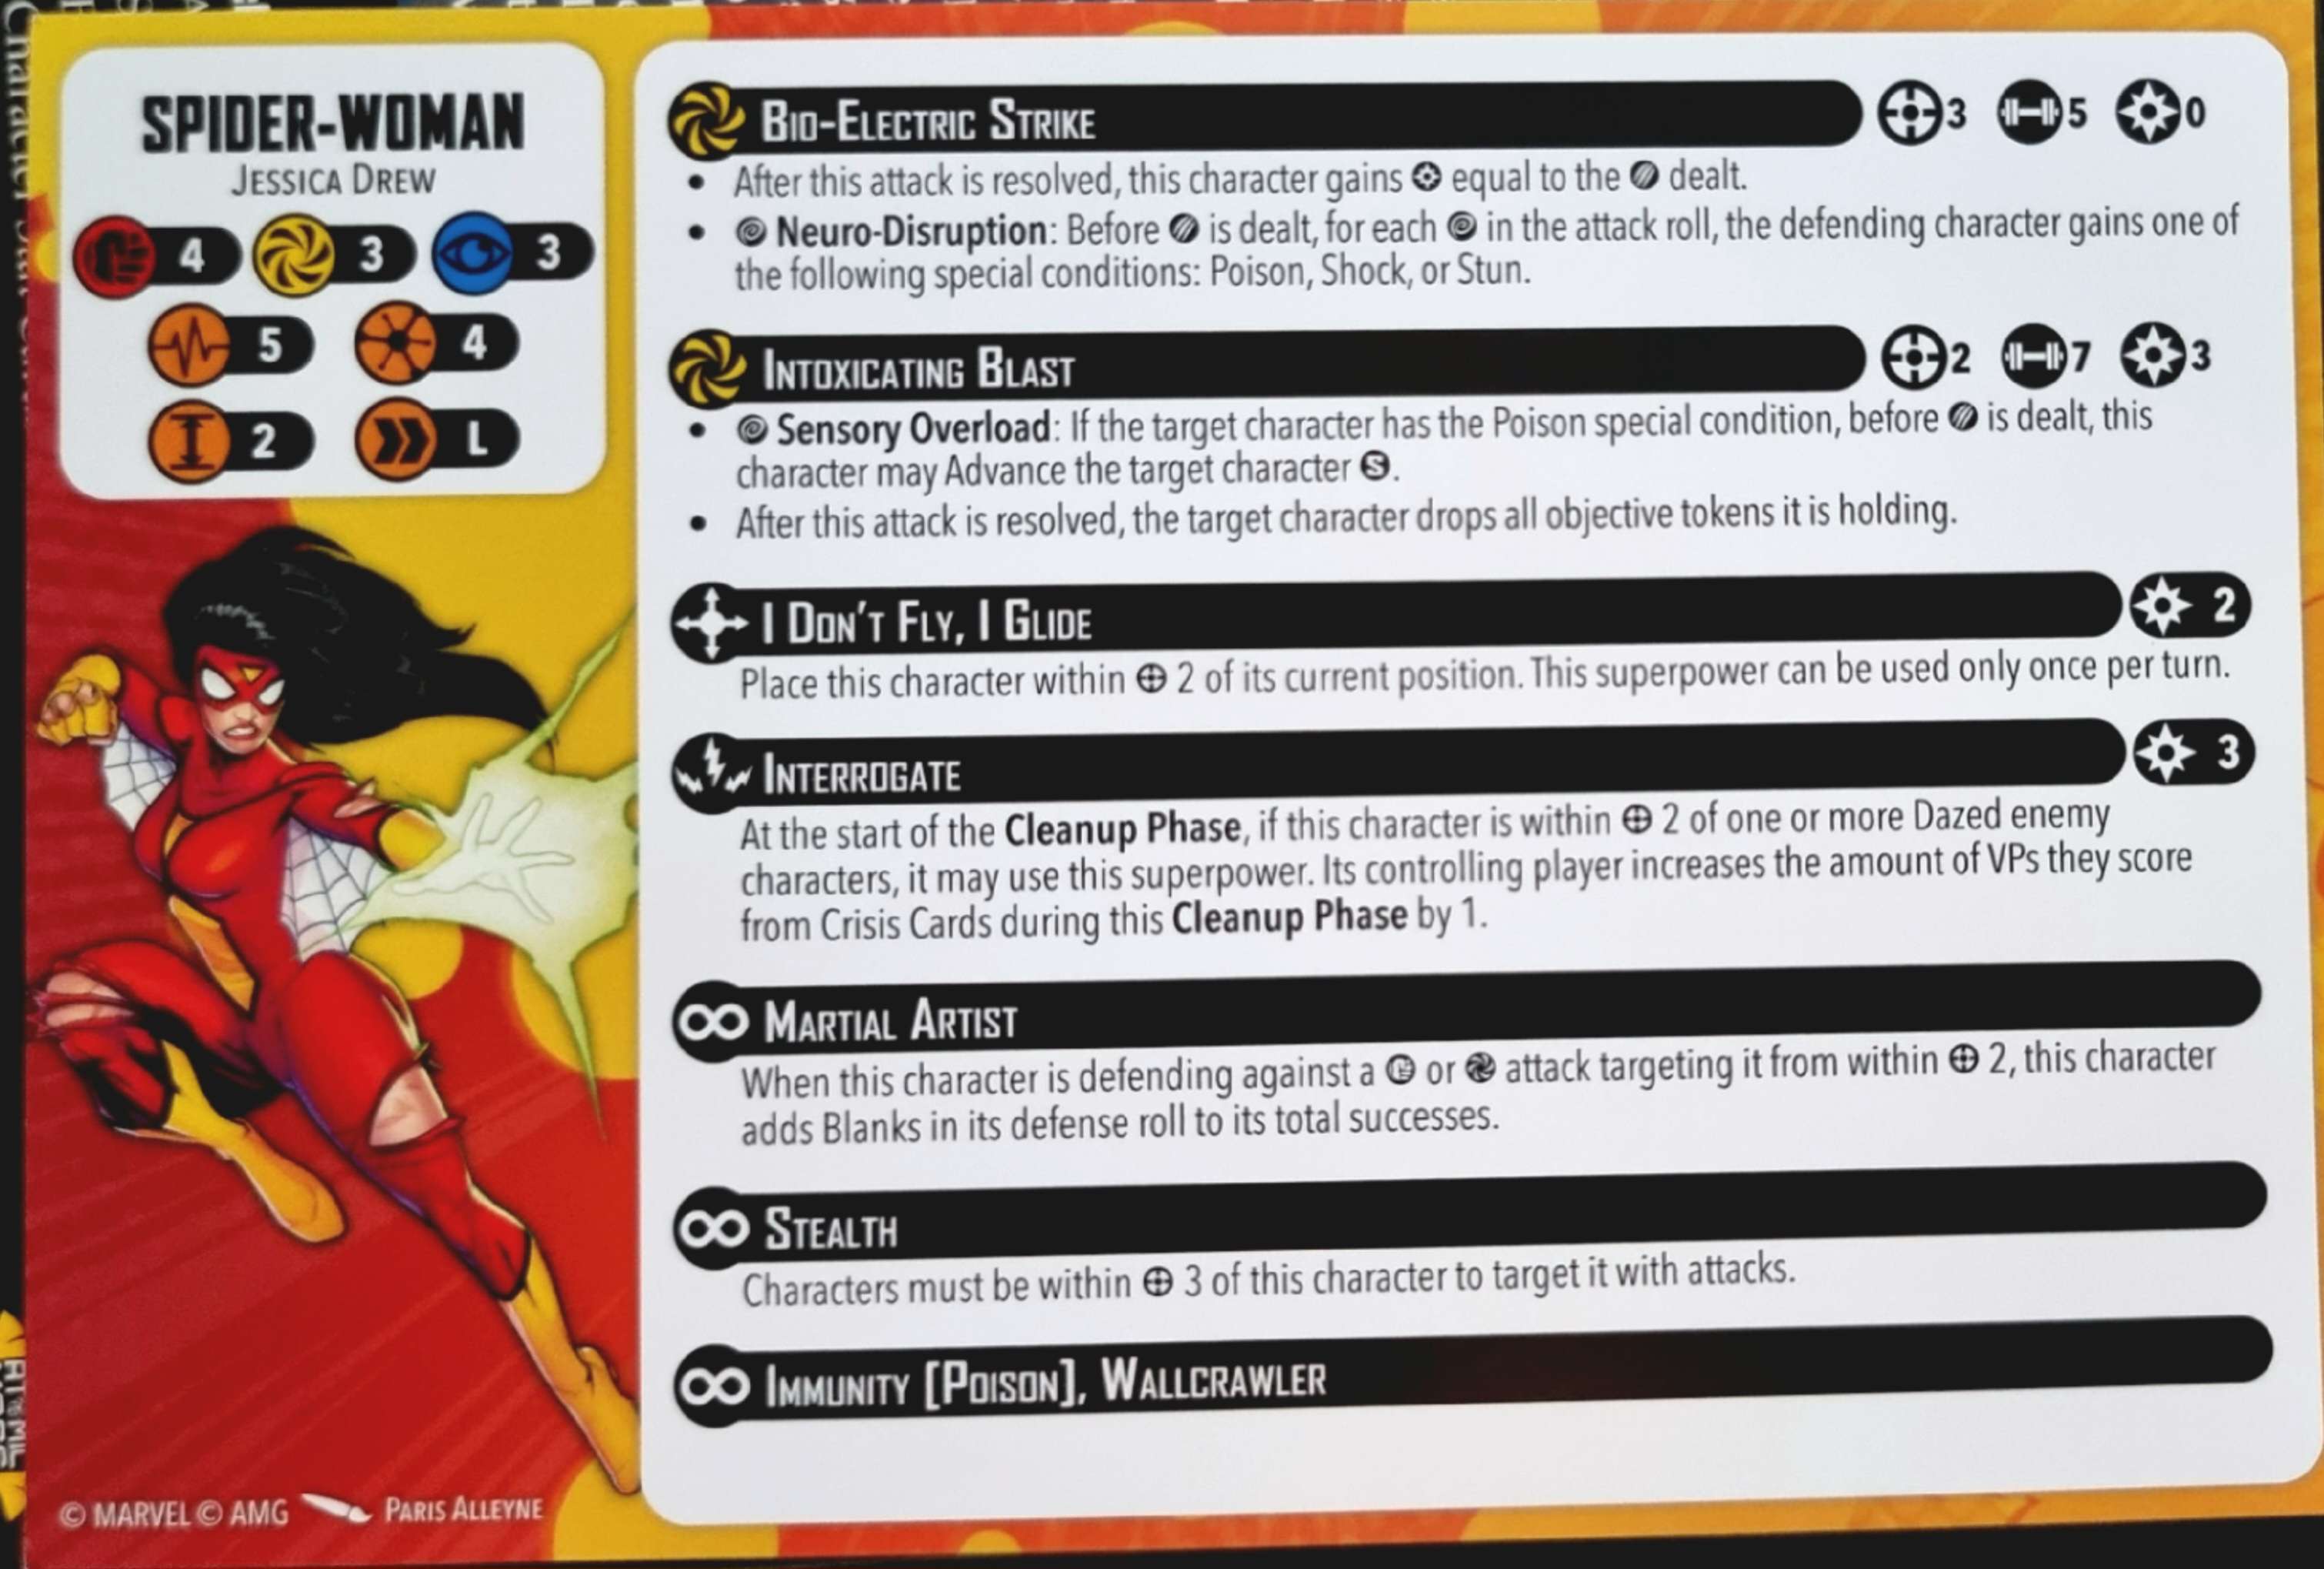 SPIDER-WOMAN
JESSICA DREW
4 3 3
5 4
2 L
BIO-ELECTRIC STRIKE 3 5 0
• After this attack is resolved, this character gains equal to the dealt.
• Neuro-Disruption: Before is dealt, for each in the attack roll, the defending character gains one of
the following special conditions: Poison, Shock, or Stun.
INTOXICATING BLAST 2 7 3
• Sensory Overload: If the target character has the Poison special condition, before is dealt, this
character may Advance the target character S.
• After this attack is resolved, the target character drops all objective tokens it is holding.
I DON'T FLY, I GLIDE 2
Place this character within 2 of its current position. This superpower can be used only once per turn.
INTERROGATE 3
At the start of the Cleanup Phase, if this character is within 2 of one or more Dazed enemy
characters, it may use this superpower. Its controlling player increases the amount of VPs they score
from Crisis Cards during this Cleanup Phase by 1.
MARTIAL ARTIST
When this character is defending against a or attack targeting it from within 2, this character
adds Blanks in its defense roll to its total successes.
STEALTH
Characters must be within 3 of this character to target it with attacks.
IMMUNITY [POISON], WALLCRAWLER
© MARVEL © AMG PARIS ALLEYNE